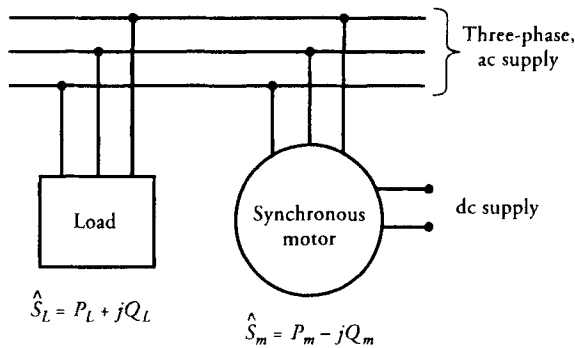 Three-phase,
ac supply
Load
Synchronous
motor
dc supply
Ŝ_L = P_L + jQ_L
Ŝ_m = P_m − jQ_m